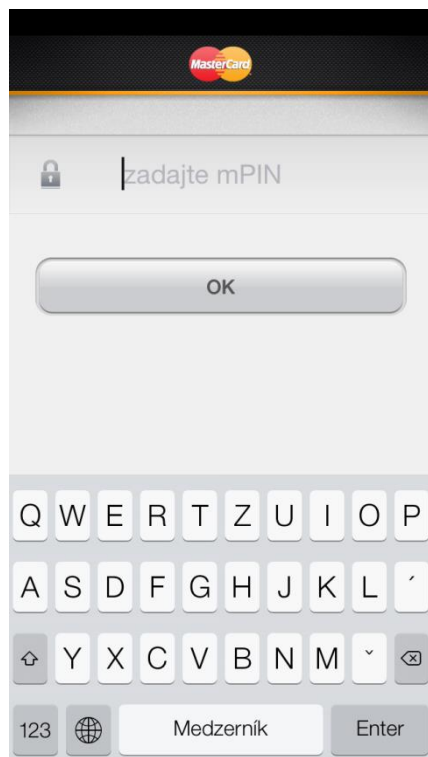 MasterCard
zadajte mPIN
OK
Q W E R T Z U I O P
A S D F G H J K L ´
Y X C V B N M ˇ
123 Medzerník Enter